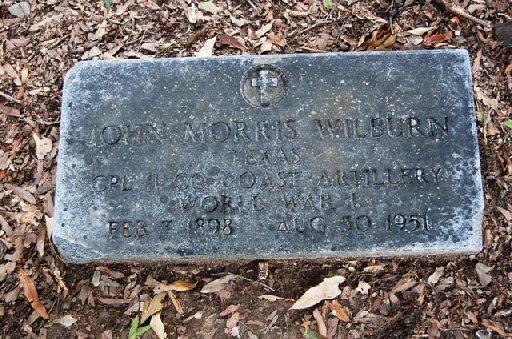 JOHN MORRIS WILBURN
TEXAS
CPL 11 CO COAST ARTILLERY
WORLD WAR I
FEB 7 1898 AUG 30 1951